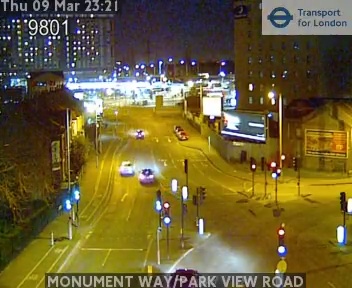 Thu 09 Mar 23:21
9801
Transport
for London
MONUMENT WAY/PARK VIEW ROAD